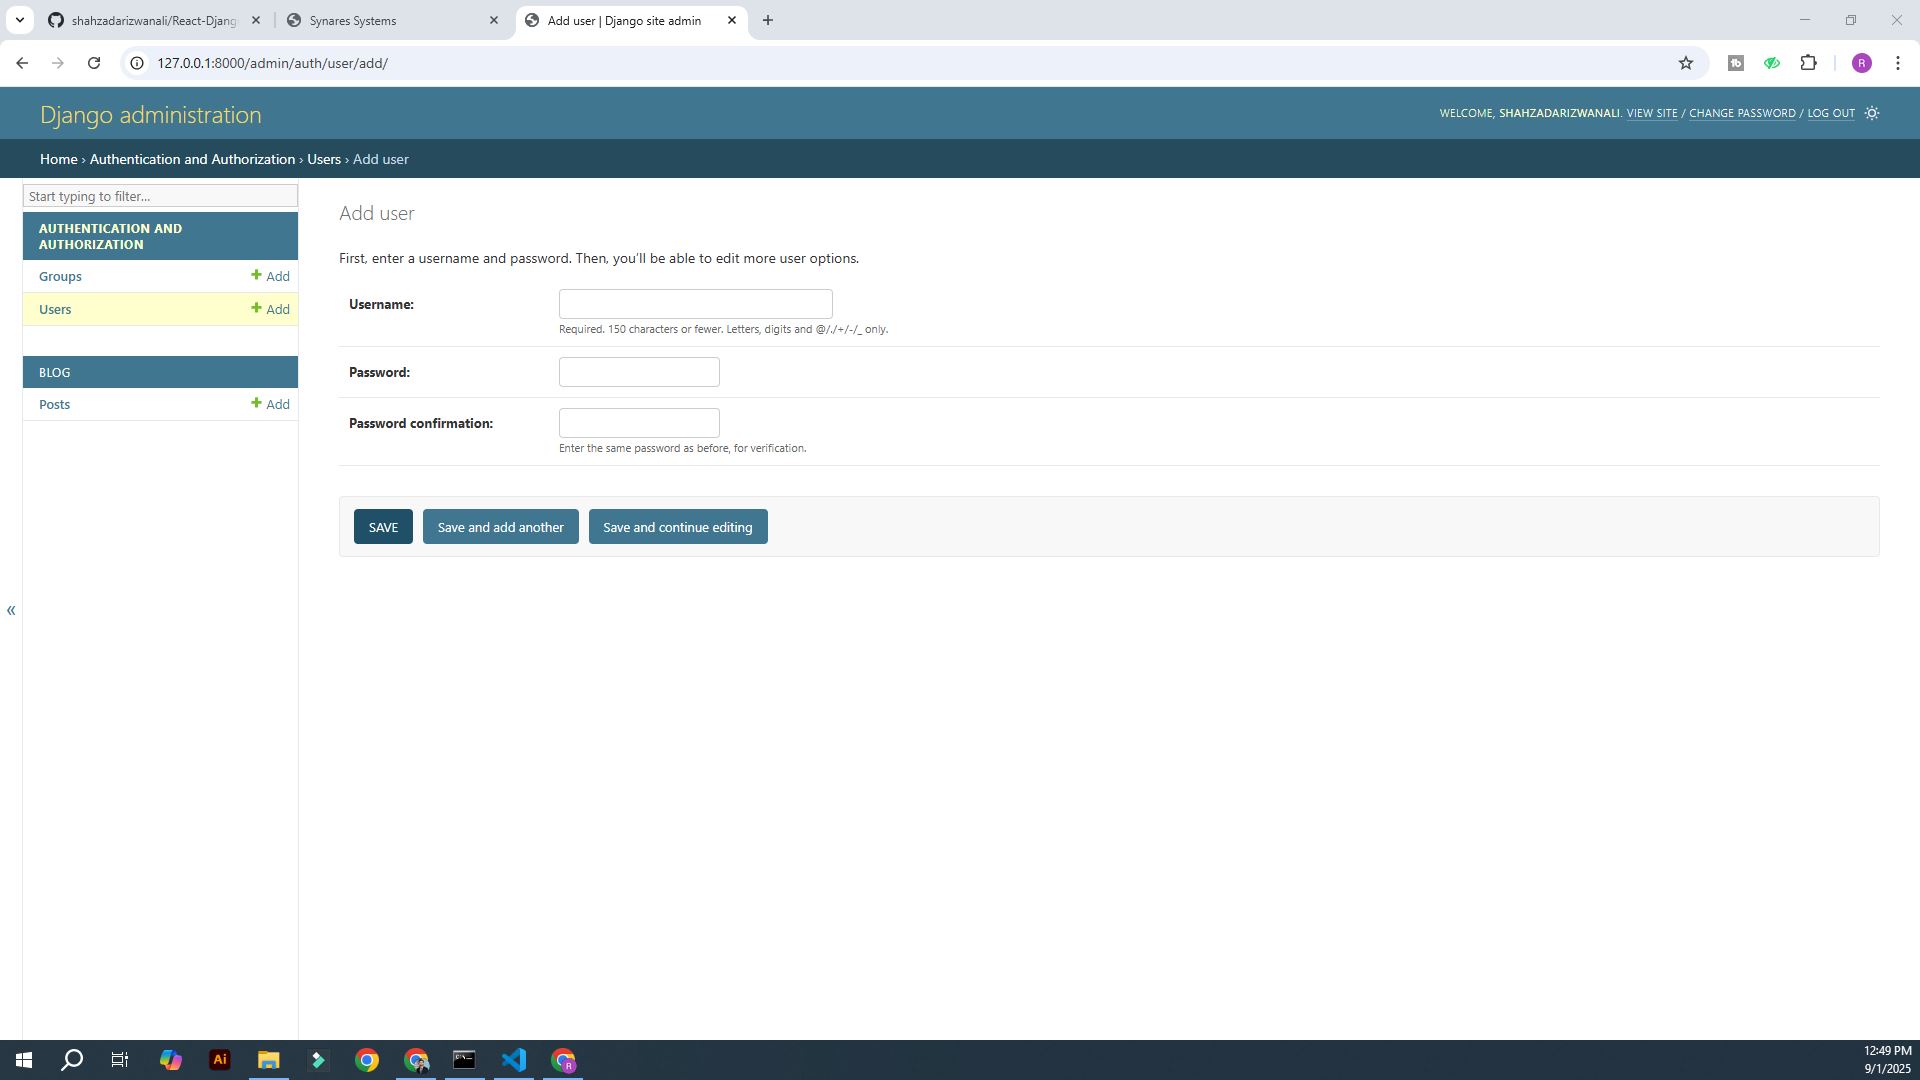 shahzadarizwanali/React-Djang
Synares Systems
Add user | Django site admin
127.0.0.1:8000/admin/auth/user/add/
R
Django administration
WELCOME, SHAHZADARIZWANALI. VIEW SITE / CHANGE PASSWORD / LOG OUT
Home › Authentication and Authorization › Users › Add user
Start typing to filter...
AUTHENTICATION AND
AUTHORIZATION
Groups
Add
Users
Add
BLOG
Posts
Add
«
Add user
First, enter a username and password. Then, you’ll be able to edit more user options.
Username:
Required. 150 characters or fewer. Letters, digits and @/./+/-/_ only.
Password:
Password confirmation:
Enter the same password as before, for verification.
SAVE
Save and add another
Save and continue editing
Ai
R
12:49 PM
9/1/2025